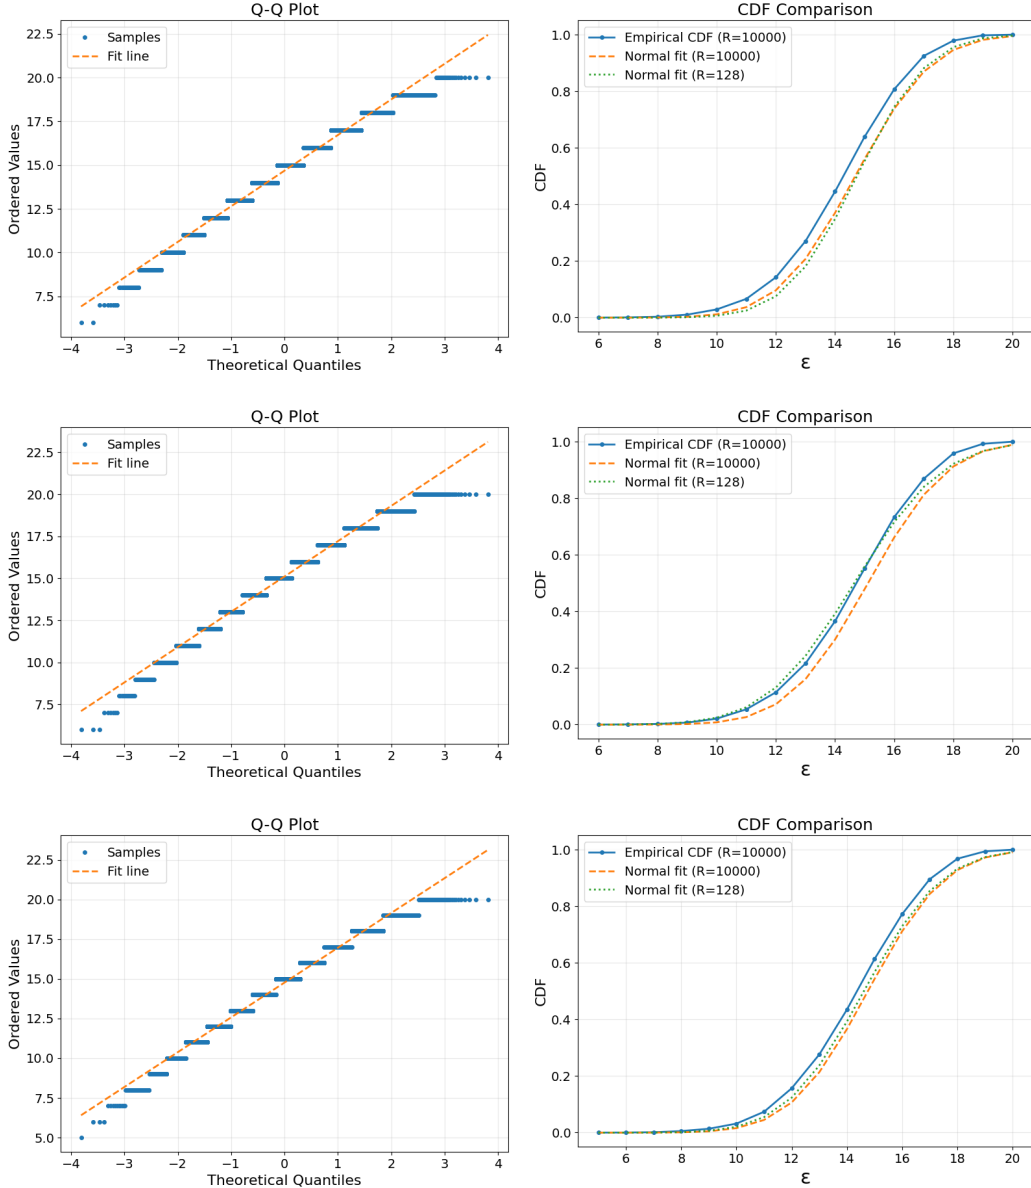 Q-Q Plot
Ordered Values
22.5
20.0
17.5
15.0
12.5
10.0
7.5
Samples
Fit line
−4 −3 −2 −1 0 1 2 3 4
Theoretical Quantiles
CDF Comparison
CDF
1.0
0.8
0.6
0.4
0.2
0.0
Empirical CDF (R=10000)
Normal fit (R=10000)
Normal fit (R=128)
6 8 10 12 14 16 18 20
ε
Q-Q Plot
Ordered Values
22.5
20.0
17.5
15.0
12.5
10.0
7.5
Samples
Fit line
−4 −3 −2 −1 0 1 2 3 4
Theoretical Quantiles
CDF Comparison
CDF
1.0
0.8
0.6
0.4
0.2
0.0
Empirical CDF (R=10000)
Normal fit (R=10000)
Normal fit (R=128)
6 8 10 12 14 16 18 20
ε
Q-Q Plot
Ordered Values
22.5
20.0
17.5
15.0
12.5
10.0
7.5
5.0
Samples
Fit line
−4 −3 −2 −1 0 1 2 3 4
Theoretical Quantiles
CDF Comparison
CDF
1.0
0.8
0.6
0.4
0.2
0.0
Empirical CDF (R=10000)
Normal fit (R=10000)
Normal fit (R=128)
6 8 10 12 14 16 18 20
ε